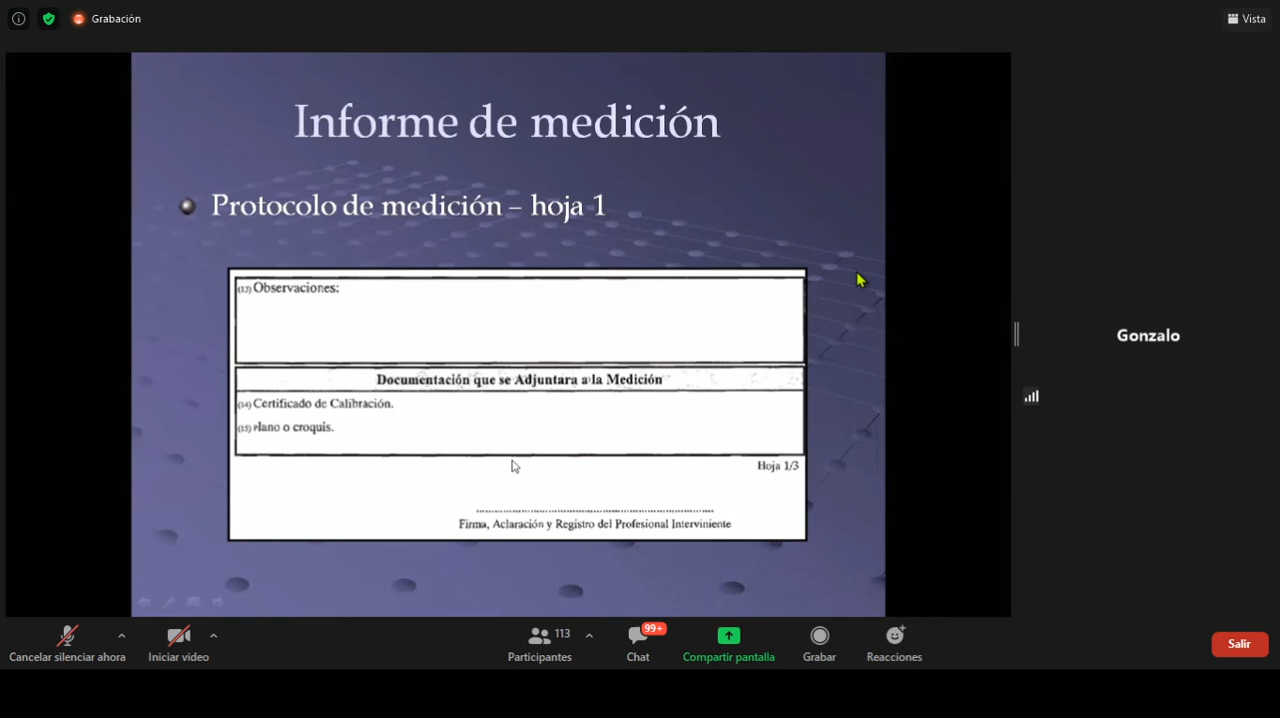 Grabación
Vista
Informe de medición
Protocolo de medición – hoja 1
(13) Observaciones:
Documentación que se Adjuntara a la Medición
(14) Certificado de Calibración.
(15) Plano o croquis.
Hoja 1/3
Firma, Aclaración y Registro del Profesional Interviniente
Gonzalo
99+
113
Cancelar silenciar ahora
Iniciar video
Participantes
Chat
Compartir pantalla
Grabar
Reacciones
Salir